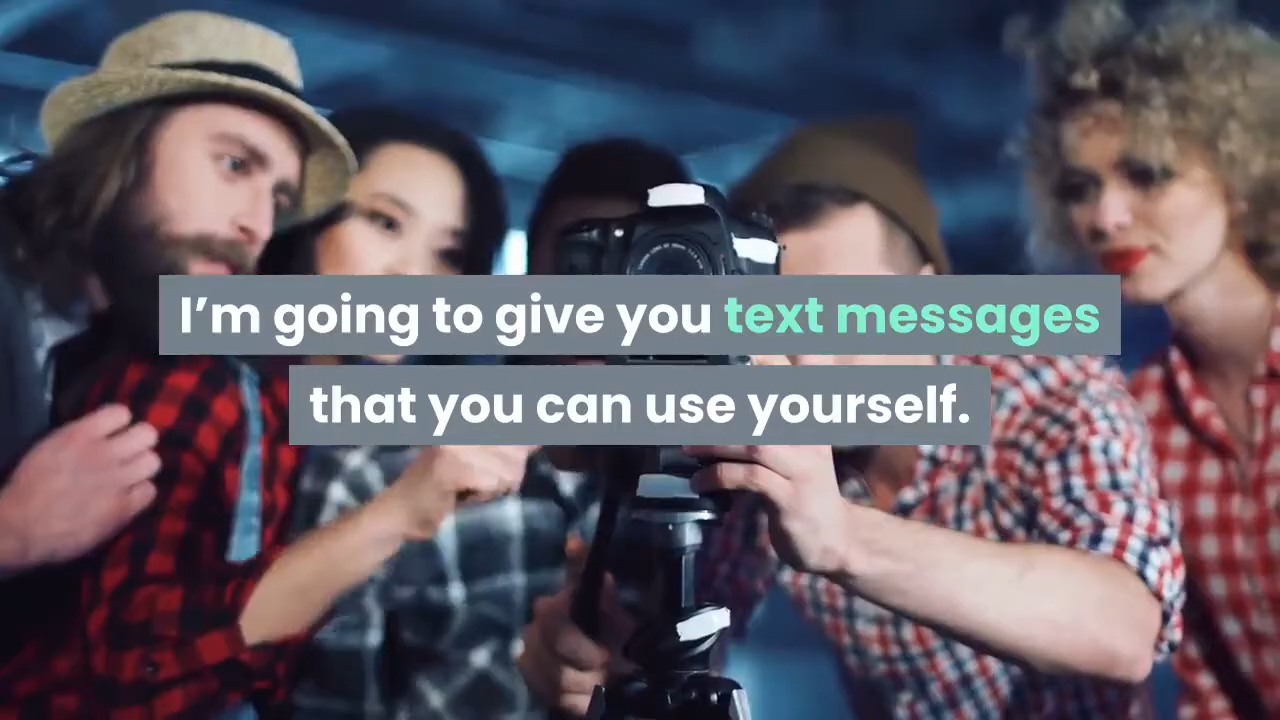 I’m going to give you text messages
that you can use yourself.